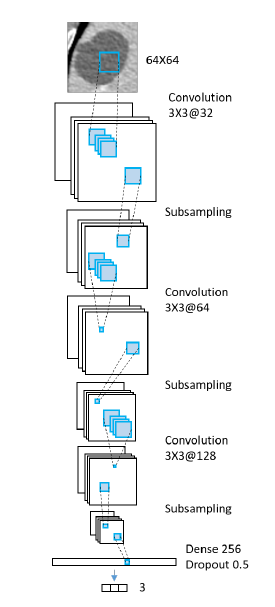 64X64
Convolution
3X3@32
Subsampling
Convolution
3X3@64
Subsampling
Convolution
3X3@128
Subsampling
Dense 256
Dropout 0.5
3